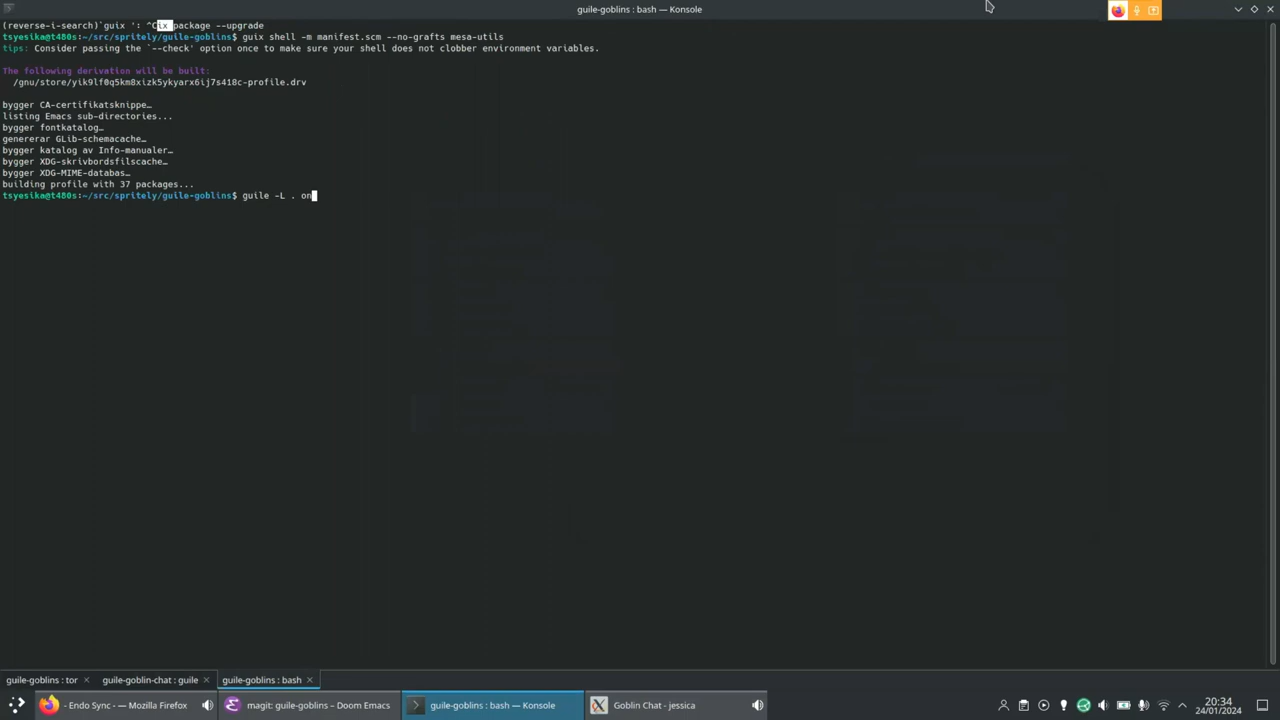 guile-goblins : bash — Konsole
(reverse-i-search)`guix ': ^Cix package --upgrade
tsyesika@t480s:~/src/spritely/guile-goblins$ guix shell -m manifest.scm --no-grafts mesa-utils
tips: Consider passing the `--check' option once to make sure your shell does not clobber environment variables.
The following derivation will be built:
/gnu/store/yik9lf0q5km8xizk5ykyarx6ij7s418c-profile.drv
bygger CA-certifikatsknippe…
listing Emacs sub-directories...
bygger fontkatalog…
genererar GLib-schemacache…
bygger katalog av Info-manualer…
bygger XDG-skrivbordsfilscache…
bygger XDG-MIME-databas…
building profile with 37 packages...
tsyesika@t480s:~/src/spritely/guile-goblins$ guile -L . on
guile-goblins : tor
guile-goblin-chat : guile
guile-goblins : bash
- Endo Sync - — Mozilla Firefox
magit: guile-goblins – Doom Emacs
guile-goblins : bash — Konsole
Goblin Chat - jessica
20:34
24/01/2024